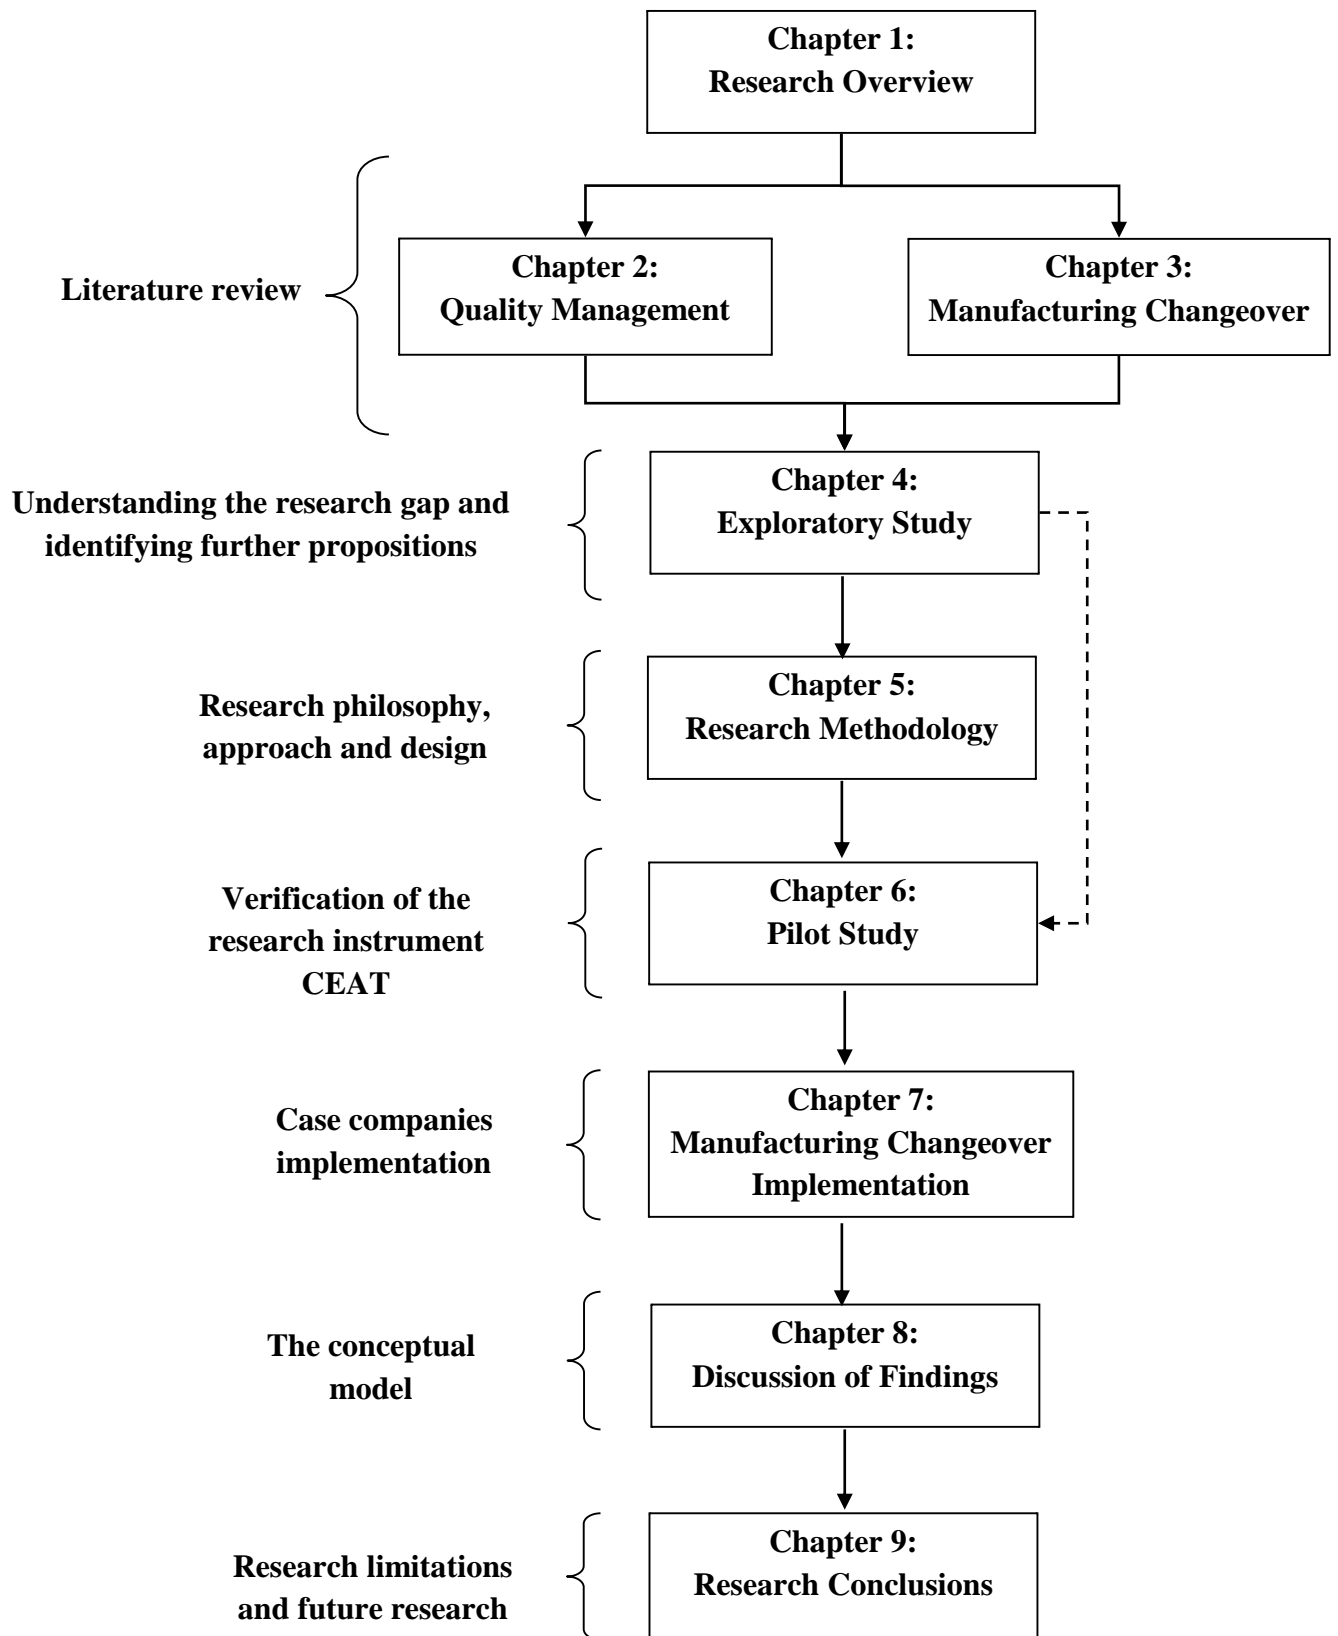 Chapter 1:
Research Overview
Literature review
Chapter 2:
Quality Management
Chapter 3:
Manufacturing Changeover
Understanding the research gap and
identifying further propositions
Chapter 4:
Exploratory Study
Research philosophy,
approach and design
Chapter 5:
Research Methodology
Verification of the
research instrument
CEAT
Chapter 6:
Pilot Study
Case companies
implementation
Chapter 7:
Manufacturing Changeover
Implementation
The conceptual
model
Chapter 8:
Discussion of Findings
Research limitations
and future research
Chapter 9:
Research Conclusions